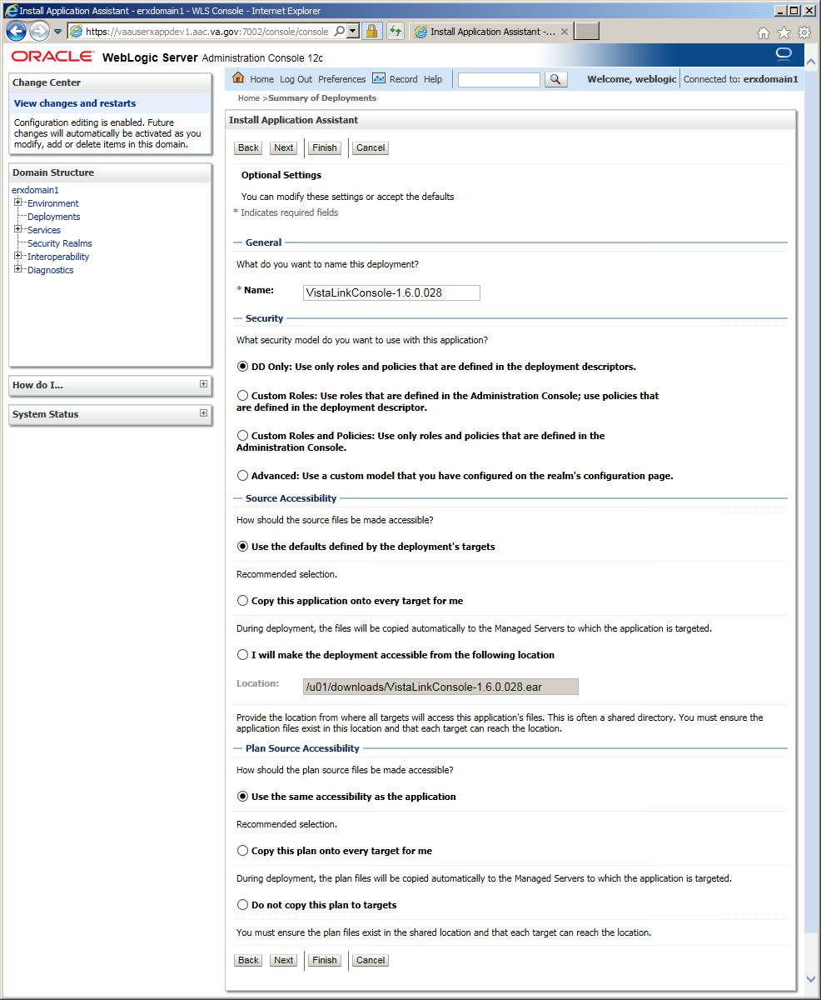 Install Application Assistant - erxdomain1 - WLS Console - Internet Explorer
https://vaauserxappdev1.aac.va.gov:7002/console/console
Install Application Assistant -...
ORACLE WebLogic Server Administration Console 12c
Change Center
View changes and restarts
Configuration editing is enabled. Future
changes will automatically be activated as you
modify, add or delete items in this domain.
Domain Structure
erxdomain1
Environment
Deployments
Services
Security Realms
Interoperability
Diagnostics
How do I...
System Status
Home Log Out Preferences Record Help
Welcome, weblogic Connected to: erxdomain1
Home >Summary of Deployments
Install Application Assistant
Back Next Finish Cancel
Optional Settings
You can modify these settings or accept the defaults
* Indicates required fields
General
What do you want to name this deployment?
* Name: VistaLinkConsole-1.6.0.028
Security
What security model do you want to use with this application?
DD Only: Use only roles and policies that are defined in the deployment descriptors.
Custom Roles: Use roles that are defined in the Administration Console; use policies that
are defined in the deployment descriptor.
Custom Roles and Policies: Use only roles and policies that are defined in the
Administration Console.
Advanced: Use a custom model that you have configured on the realm's configuration page.
Source Accessibility
How should the source files be made accessible?
Use the defaults defined by the deployment's targets
Recommended selection.
Copy this application onto every target for me
During deployment, the files will be copied automatically to the Managed Servers to which the application is targeted.
I will make the deployment accessible from the following location
Location: /u01/downloads/VistaLinkConsole-1.6.0.028.ear
Provide the location from where all targets will access this application's files. This is often a shared directory. You must ensure the
application files exist in this location and that each target can reach the location.
Plan Source Accessibility
How should the plan source files be made accessible?
Use the same accessibility as the application
Recommended selection.
Copy this plan onto every target for me
During deployment, the plan files will be copied automatically to the Managed Servers to which the application is targeted.
Do not copy this plan to targets
You must ensure the plan files exist in the shared location and that each target can reach the location.
Back Next Finish Cancel